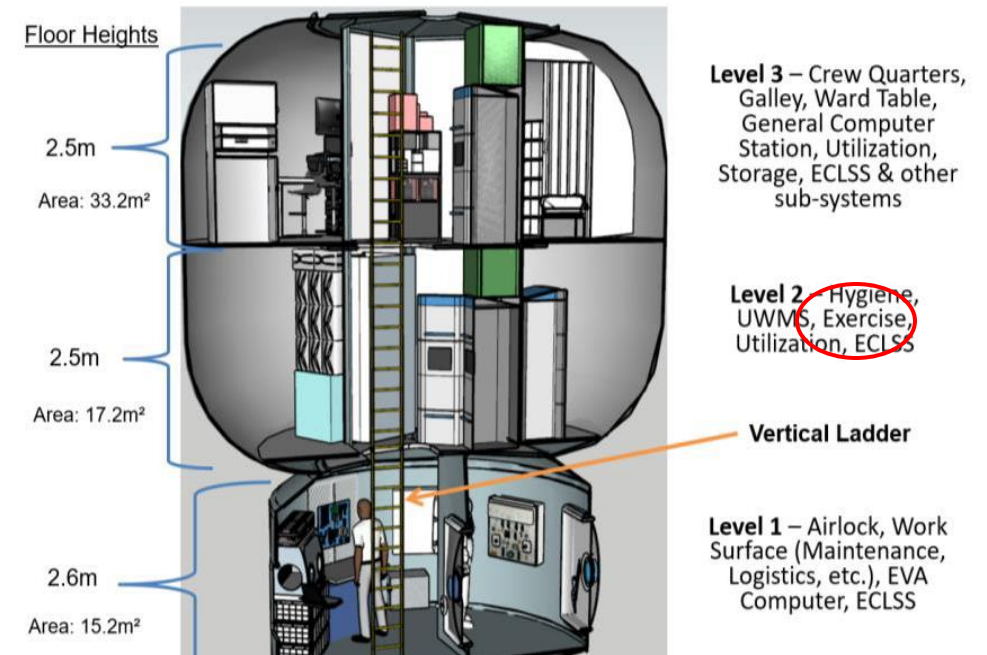 Floor Heights
2.5m
Area: 33.2m²
2.5m
Area: 17.2m²
2.6m
Area: 15.2m²
Level 3 – Crew Quarters,
Galley, Ward Table,
General Computer
Station, Utilization,
Storage, ECLSS & other
sub-systems
Level 2 – Hygiene,
UWMS, Exercise,
Utilization, ECLSS
Vertical Ladder
Level 1 – Airlock, Work
Surface (Maintenance,
Logistics, etc.), EVA
Computer, ECLSS